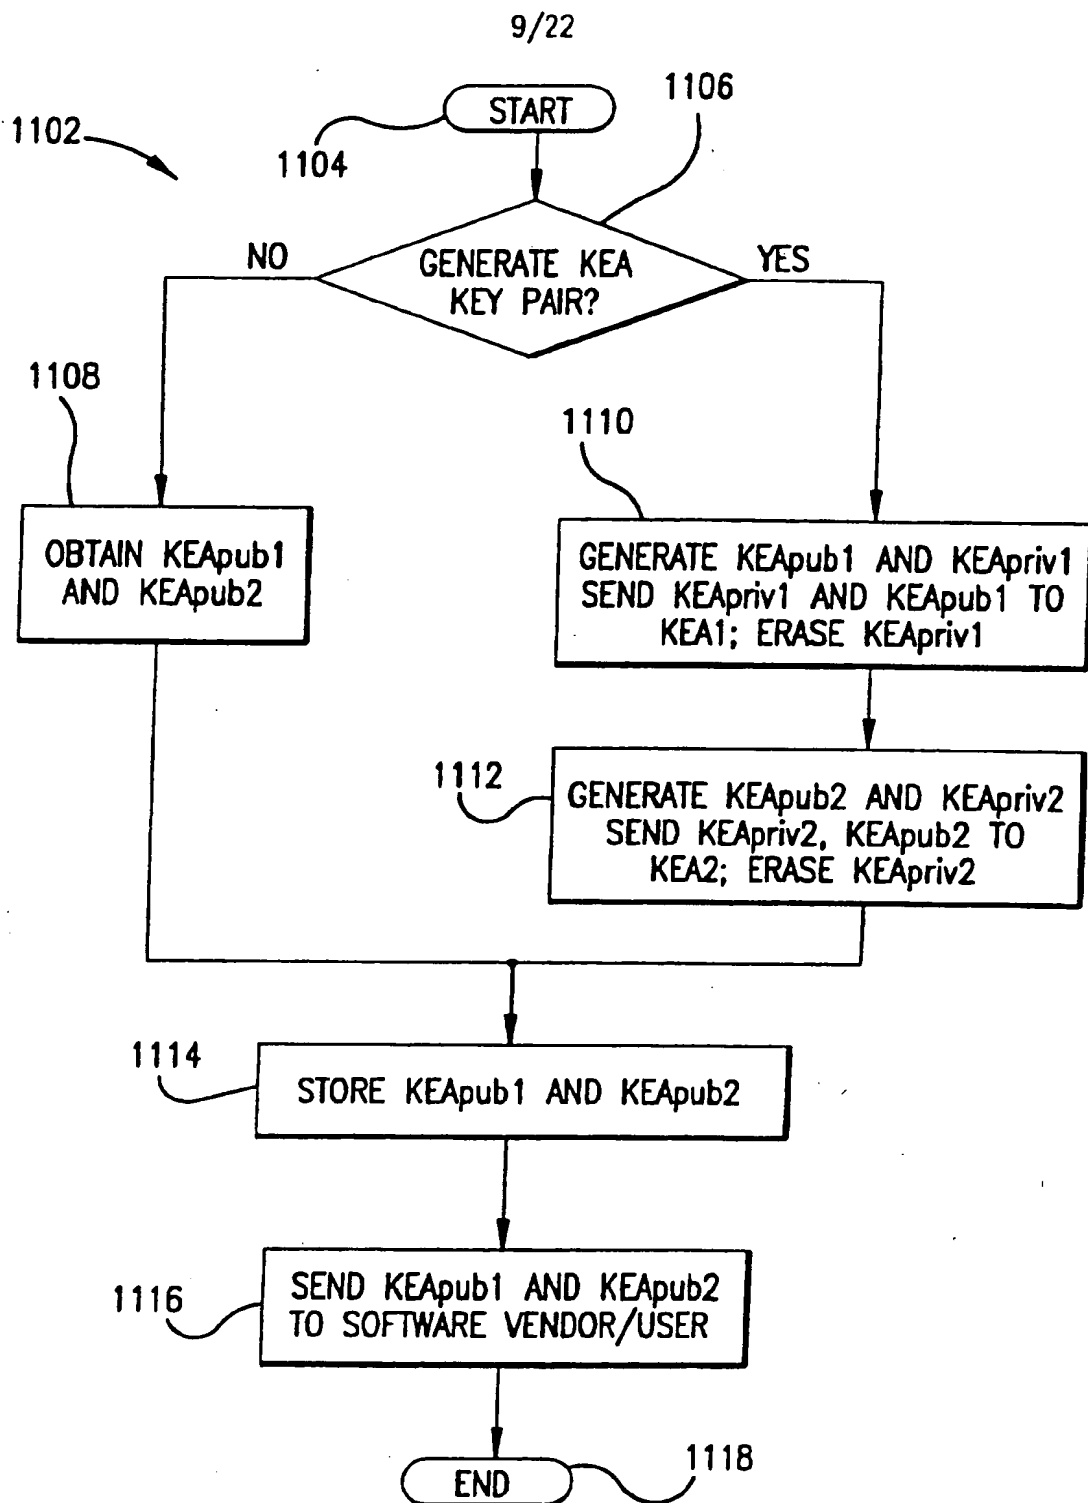 9/22
START
1106
1102
1104
NO
GENERATE KEA
KEY PAIR?
YES
1108
1110
OBTAIN KEApub1
AND KEApub2
GENERATE KEApub1 AND KEApriv1
SEND KEApriv1 AND KEApub1 TO
KEA1; ERASE KEApriv1
1112
GENERATE KEApub2 AND KEApriv2
SEND KEApriv2, KEApub2 TO
KEA2; ERASE KEApriv2
1114
STORE KEApub1 AND KEApub2
1116
SEND KEApub1 AND KEApub2
TO SOFTWARE VENDOR/USER
END
1118